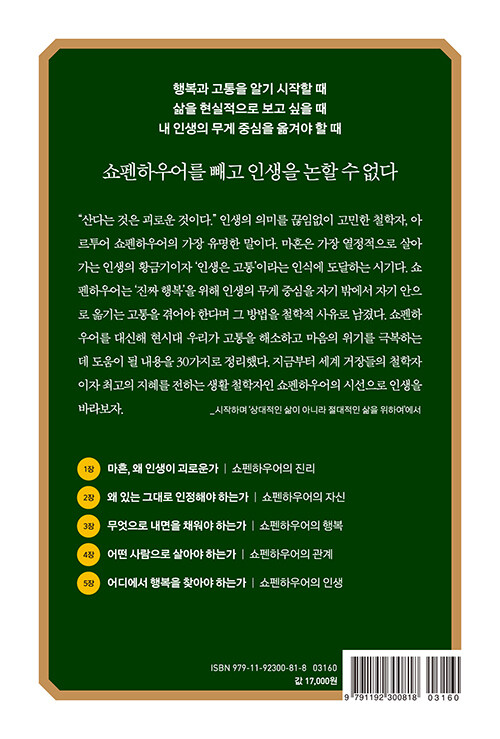 행복과 고통을 알기 시작할 때
삶을 현실적으로 보고 싶을 때
내 인생의 무게 중심을 옮겨야 할 때
쇼펜하우어를 빼고 인생을 논할 수 없다
“산다는 것은 괴로운 것이다.” 인생의 의미를 끊임없이 고민한 철학자, 아
르투어 쇼펜하우어의 가장 유명한 말이다. 마흔은 가장 열정적으로 살아
가는 인생의 황금기이자 ‘인생은 고통’이라는 인식에 도달하는 시기다. 쇼
펜하우어는 ‘진짜 행복’을 위해 인생의 무게 중심을 자기 밖에서 자기 안으
로 옮기는 고통을 겪어야 한다며 그 방법을 철학적 사유로 남겼다. 쇼펜하
우어를 대신해 현시대 우리가 고통을 해소하고 마음의 위기를 극복하는
데 도움이 될 내용을 30가지로 정리했다. 지금부터 세계 거장들의 철학자
이자 최고의 지혜를 전하는 생활 철학자인 쇼펜하우어의 시선으로 인생을
바라보자. _시작하며 ‘상대적인 삶이 아니라 절대적인 삶을 위하여’에서
1장 마흔, 왜 인생이 괴로운가 | 쇼펜하우어의 진리
2장 왜 있는 그대로 인정해야 하는가 | 쇼펜하우어의 자신
3장 무엇으로 내면을 채워야 하는가 | 쇼펜하우어의 행복
4장 어떤 사람으로 살아야 하는가 | 쇼펜하우어의 관계
5장 어디에서 행복을 찾아야 하는가 | 쇼펜하우어의 인생
ISBN 979-11-92300-81-8 03160
값 17,000원
9 791192 300818 03160